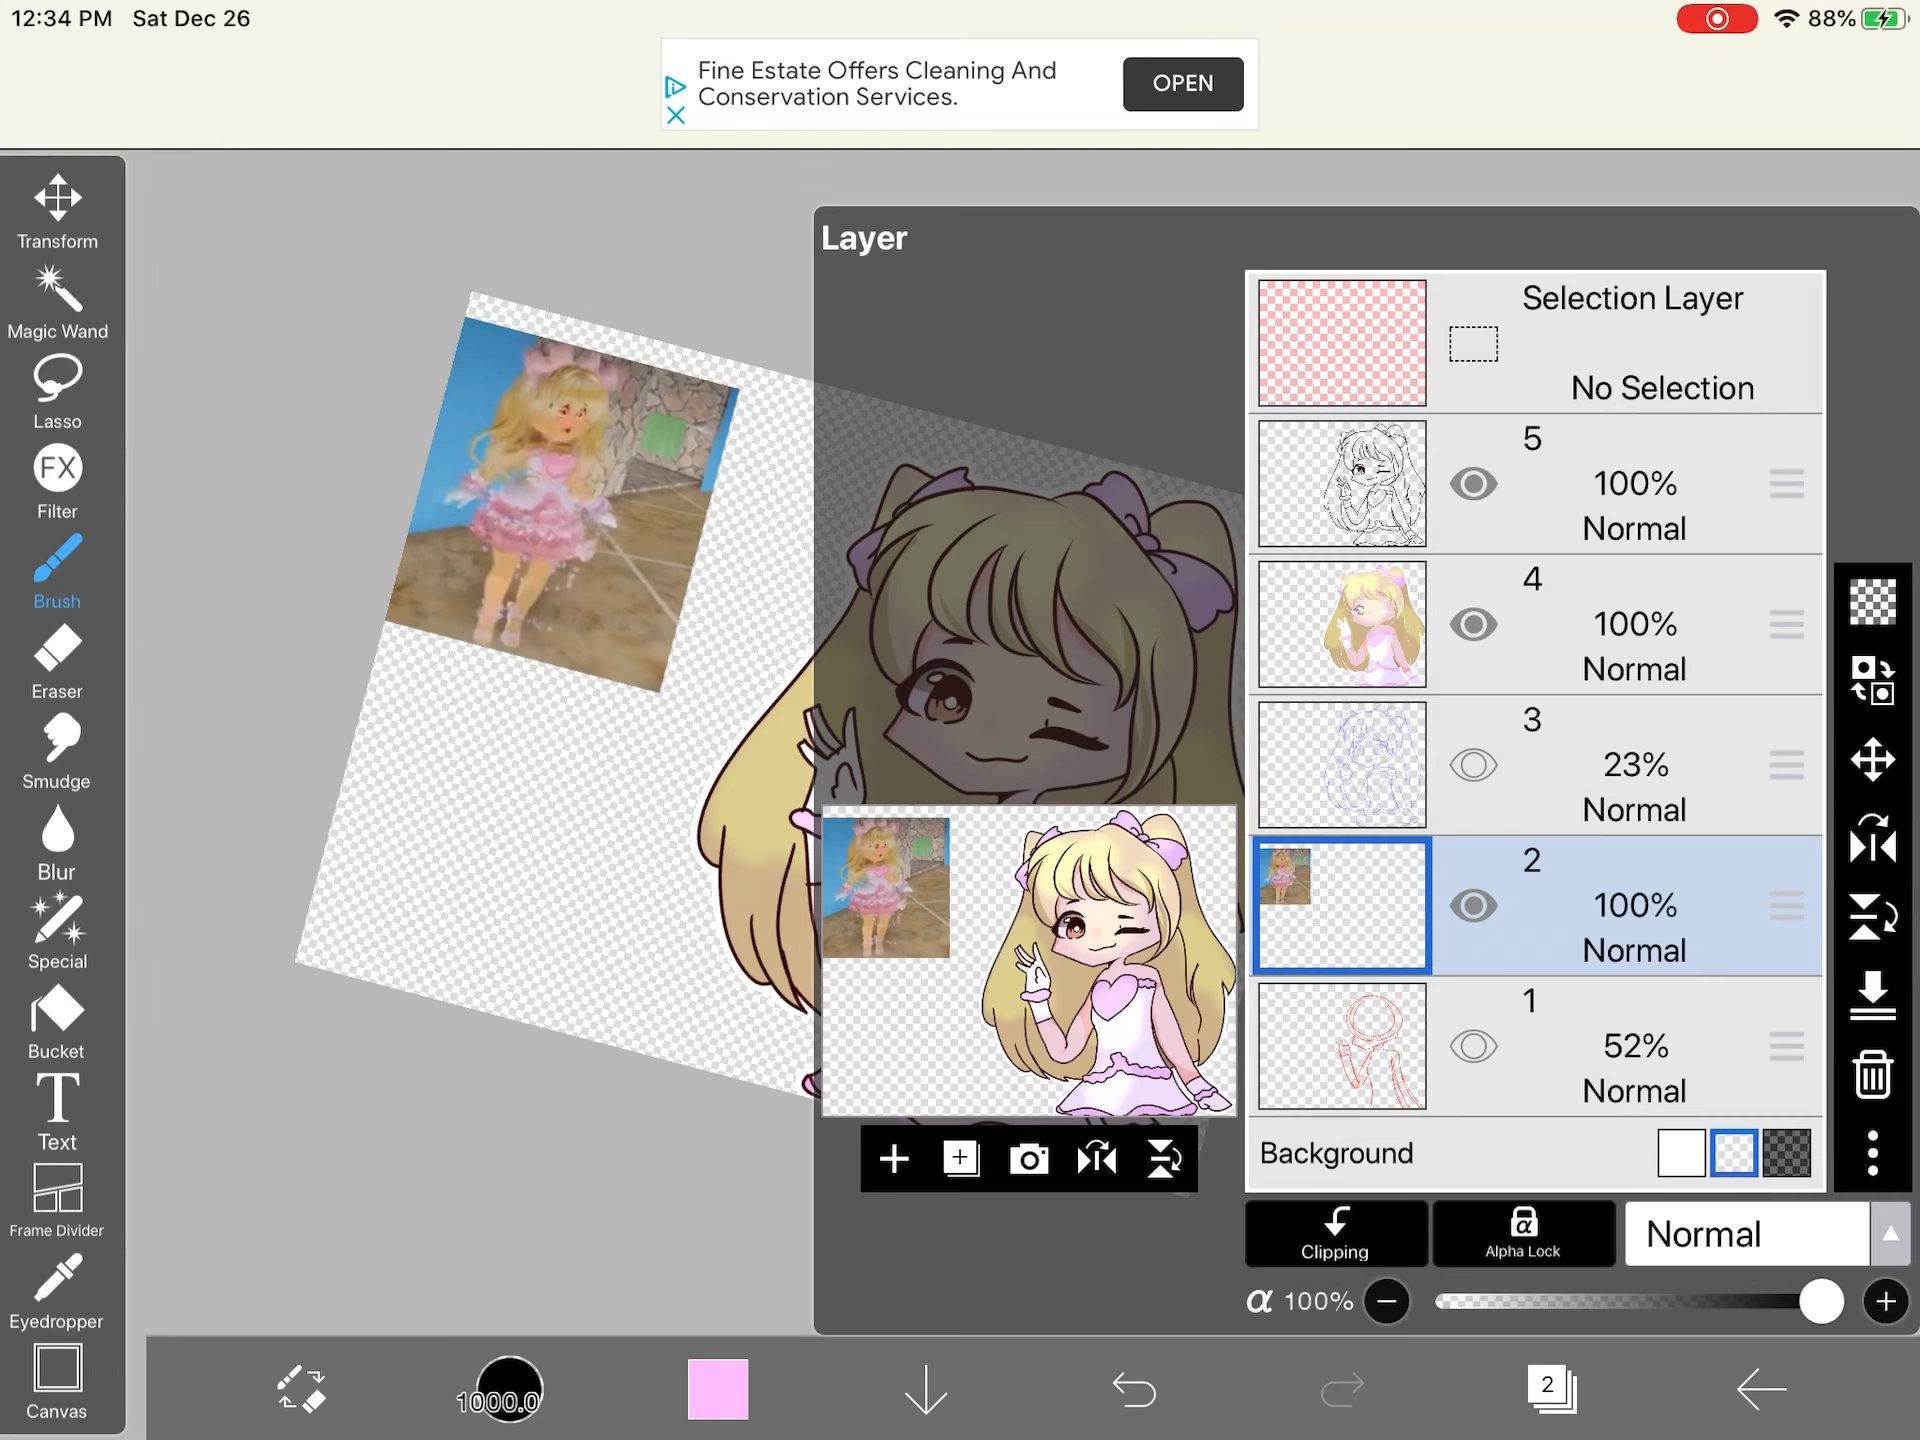 12:34 PM Sat Dec 26
88%
Fine Estate Offers Cleaning And
Conservation Services.
OPEN
Transform
Magic Wand
Lasso
FX
Filter
Brush
Eraser
Smudge
Blur
Special
Bucket
T
Text
Frame Divider
Eyedropper
Canvas
Layer
Selection Layer
No Selection
5
100%
Normal
4
100%
Normal
3
23%
Normal
2
100%
Normal
1
52%
Normal
Background
Clipping
α
Alpha Lock
Normal
α 100%
1000.0
2